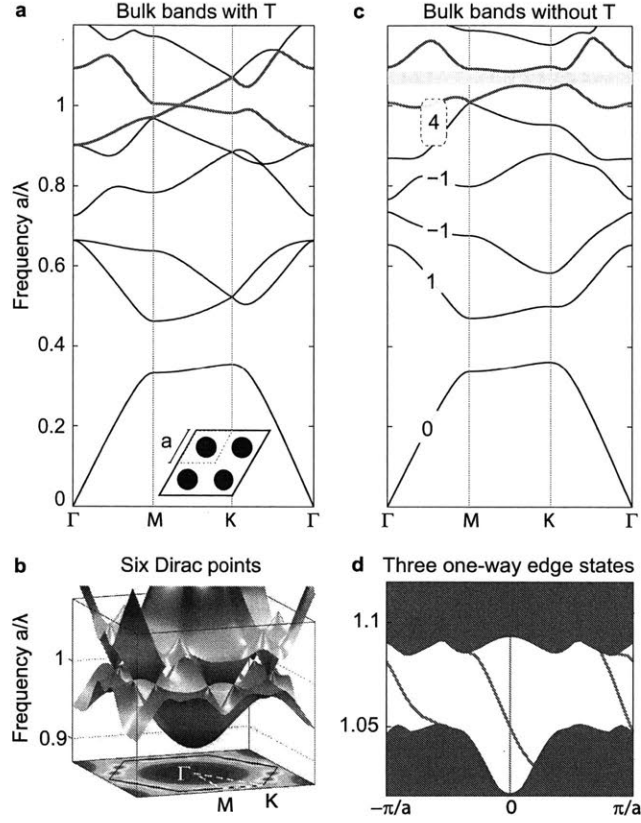 a Bulk bands with T
Frequency a/λ
1
0.8
0.6
0.4
0.2
0
a
Γ M K Γ
c Bulk bands without T
4
−1
−1
1
0
Γ M K Γ
b Six Dirac points
Frequency a/λ
1
0.9
Γ
M K
d Three one-way edge states
1.1
1.05
−π/a 0 π/a